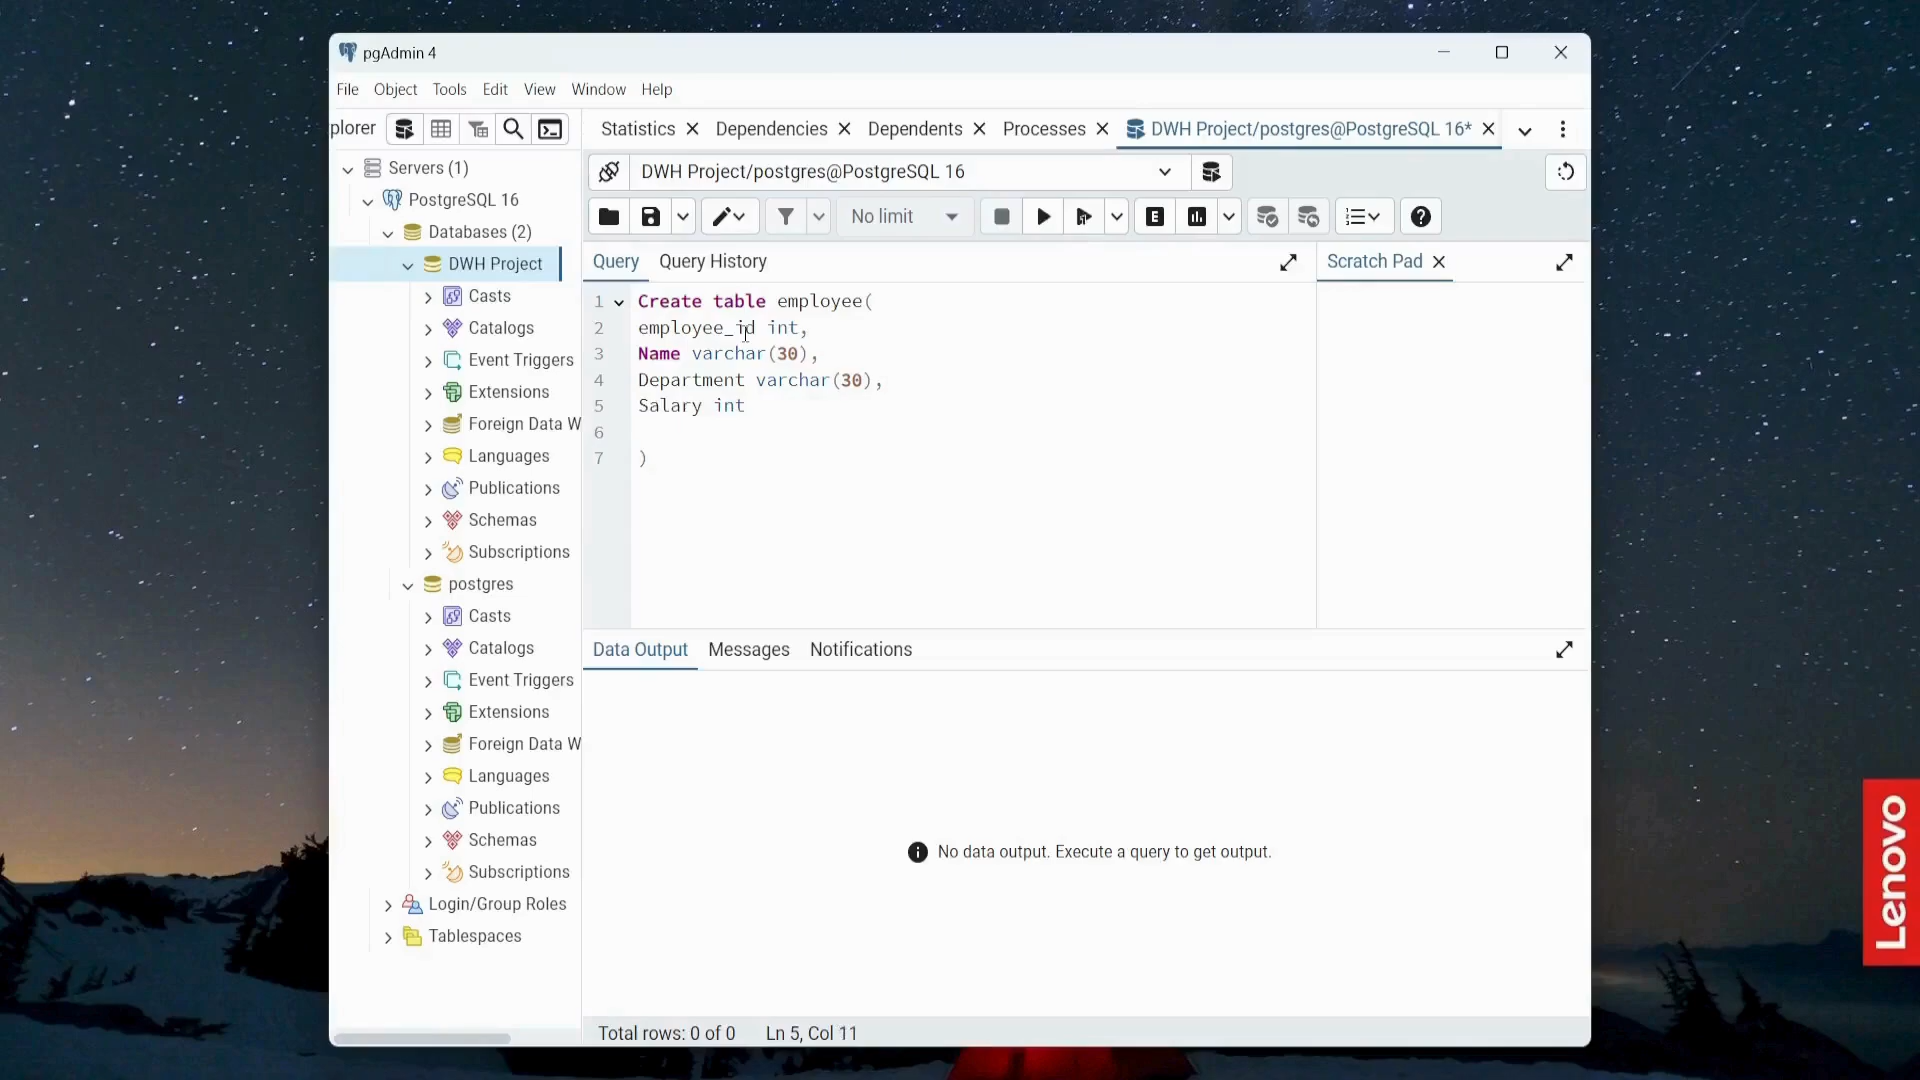 pgAdmin 4
File Object Tools Edit View Window Help
plorer
Statistics Dependencies Dependents Processes DWH Project/postgres@PostgreSQL 16*
Servers (1)
PostgreSQL 16
Databases (2)
DWH Project
Casts
Catalogs
Event Triggers
Extensions
Foreign Data W
Languages
Publications
Schemas
Subscriptions
postgres
Casts
Catalogs
Event Triggers
Extensions
Foreign Data W
Languages
Publications
Schemas
Subscriptions
Login/Group Roles
Tablespaces
DWH Project/postgres@PostgreSQL 16
No limit
E
Query Query History
Scratch Pad
1 Create table employee(
2 employee_id int,
3 Name varchar(30),
4 Department varchar(30),
5 Salary int
6
7 )
Data Output Messages Notifications
No data output. Execute a query to get output.
Total rows: 0 of 0 Ln 5, Col 11
Lenovo